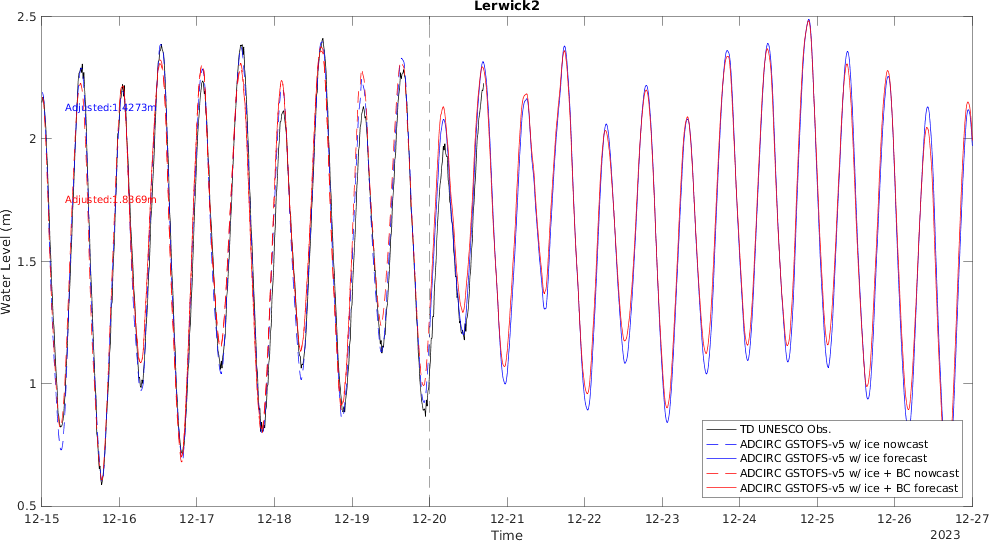 Lerwick2
2.5
2
1.5
1
0.5
Water Level (m)
Adjusted:1.4273m
Adjusted:1.8369m
TD UNESCO Obs.
ADCIRC GSTOFS-v5 w/ ice nowcast
ADCIRC GSTOFS-v5 w/ ice forecast
ADCIRC GSTOFS-v5 w/ ice + BC nowcast
ADCIRC GSTOFS-v5 w/ ice + BC forecast
12-15 12-16 12-17 12-18 12-19 12-20 12-21 12-22 12-23 12-24 12-25 12-26 12-27
Time
2023